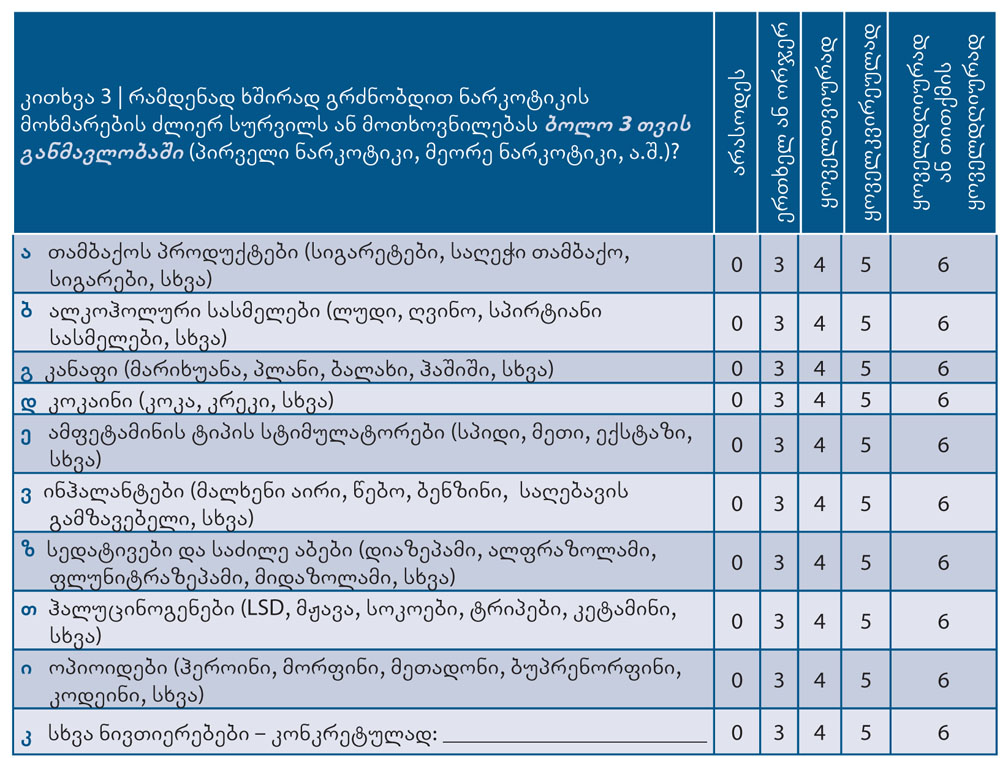 კითხვა 3 | რამდენად ხშირად გრძნობდით ნარკოტიკის
მოხმარების ძლიერ სურვილს ან მოთხოვნილებას ბოლო 3 თვის
განმავლობაში (პირველი ნარკოტიკი, მეორე ნარკოტიკი, ა.შ.)?
არასოდეს
ერთხელ ან ორჯერ
ყოველთვიურად
ყოველკვირეულად
ყოველდღიურად
ან თითქმის
ყოველდღიურად
ა თამბაქოს პროდუქტები (სიგარეტები, საღეჭი თამბაქო,
სიგარები, სხვა) 0 3 4 5 6
ბ ალკოჰოლური სასმელები (ლუდი, ღვინო, სპირტიანი
სასმელები, სხვა) 0 3 4 5 6
გ კანაფი (მარიხუანა, პლანი, ბალახი, ჰაშიში, სხვა) 0 3 4 5 6
დ კოკაინი (კოკა, კრეკი, სხვა) 0 3 4 5 6
ე ამფეტამინის ტიპის სტიმულატორები (სპიდი, მეთი, ექსტაზი,
სხვა) 0 3 4 5 6
ვ ინჰალანტები (მალხენი აირი, წებო, ბენზინი, საღებავის
გამზავებელი, სხვა) 0 3 4 5 6
ზ სედატივები და საძილე აბები (დიაზეპამი, ალფრაზოლამი,
ფლუნიტრაზეპამი, მიდაზოლამი, სხვა) 0 3 4 5 6
თ ჰალუცინოგენები (LSD, მჟავა, სოკოები, ტრიპები, კეტამინი,
სხვა) 0 3 4 5 6
ი ოპიოიდები (ჰეროინი, მორფინი, მეთადონი, ბუპრენორფინი,
კოდეინი, სხვა) 0 3 4 5 6
კ სხვა ნივთიერებები – კონკრეტულად: ____________________ 0 3 4 5 6